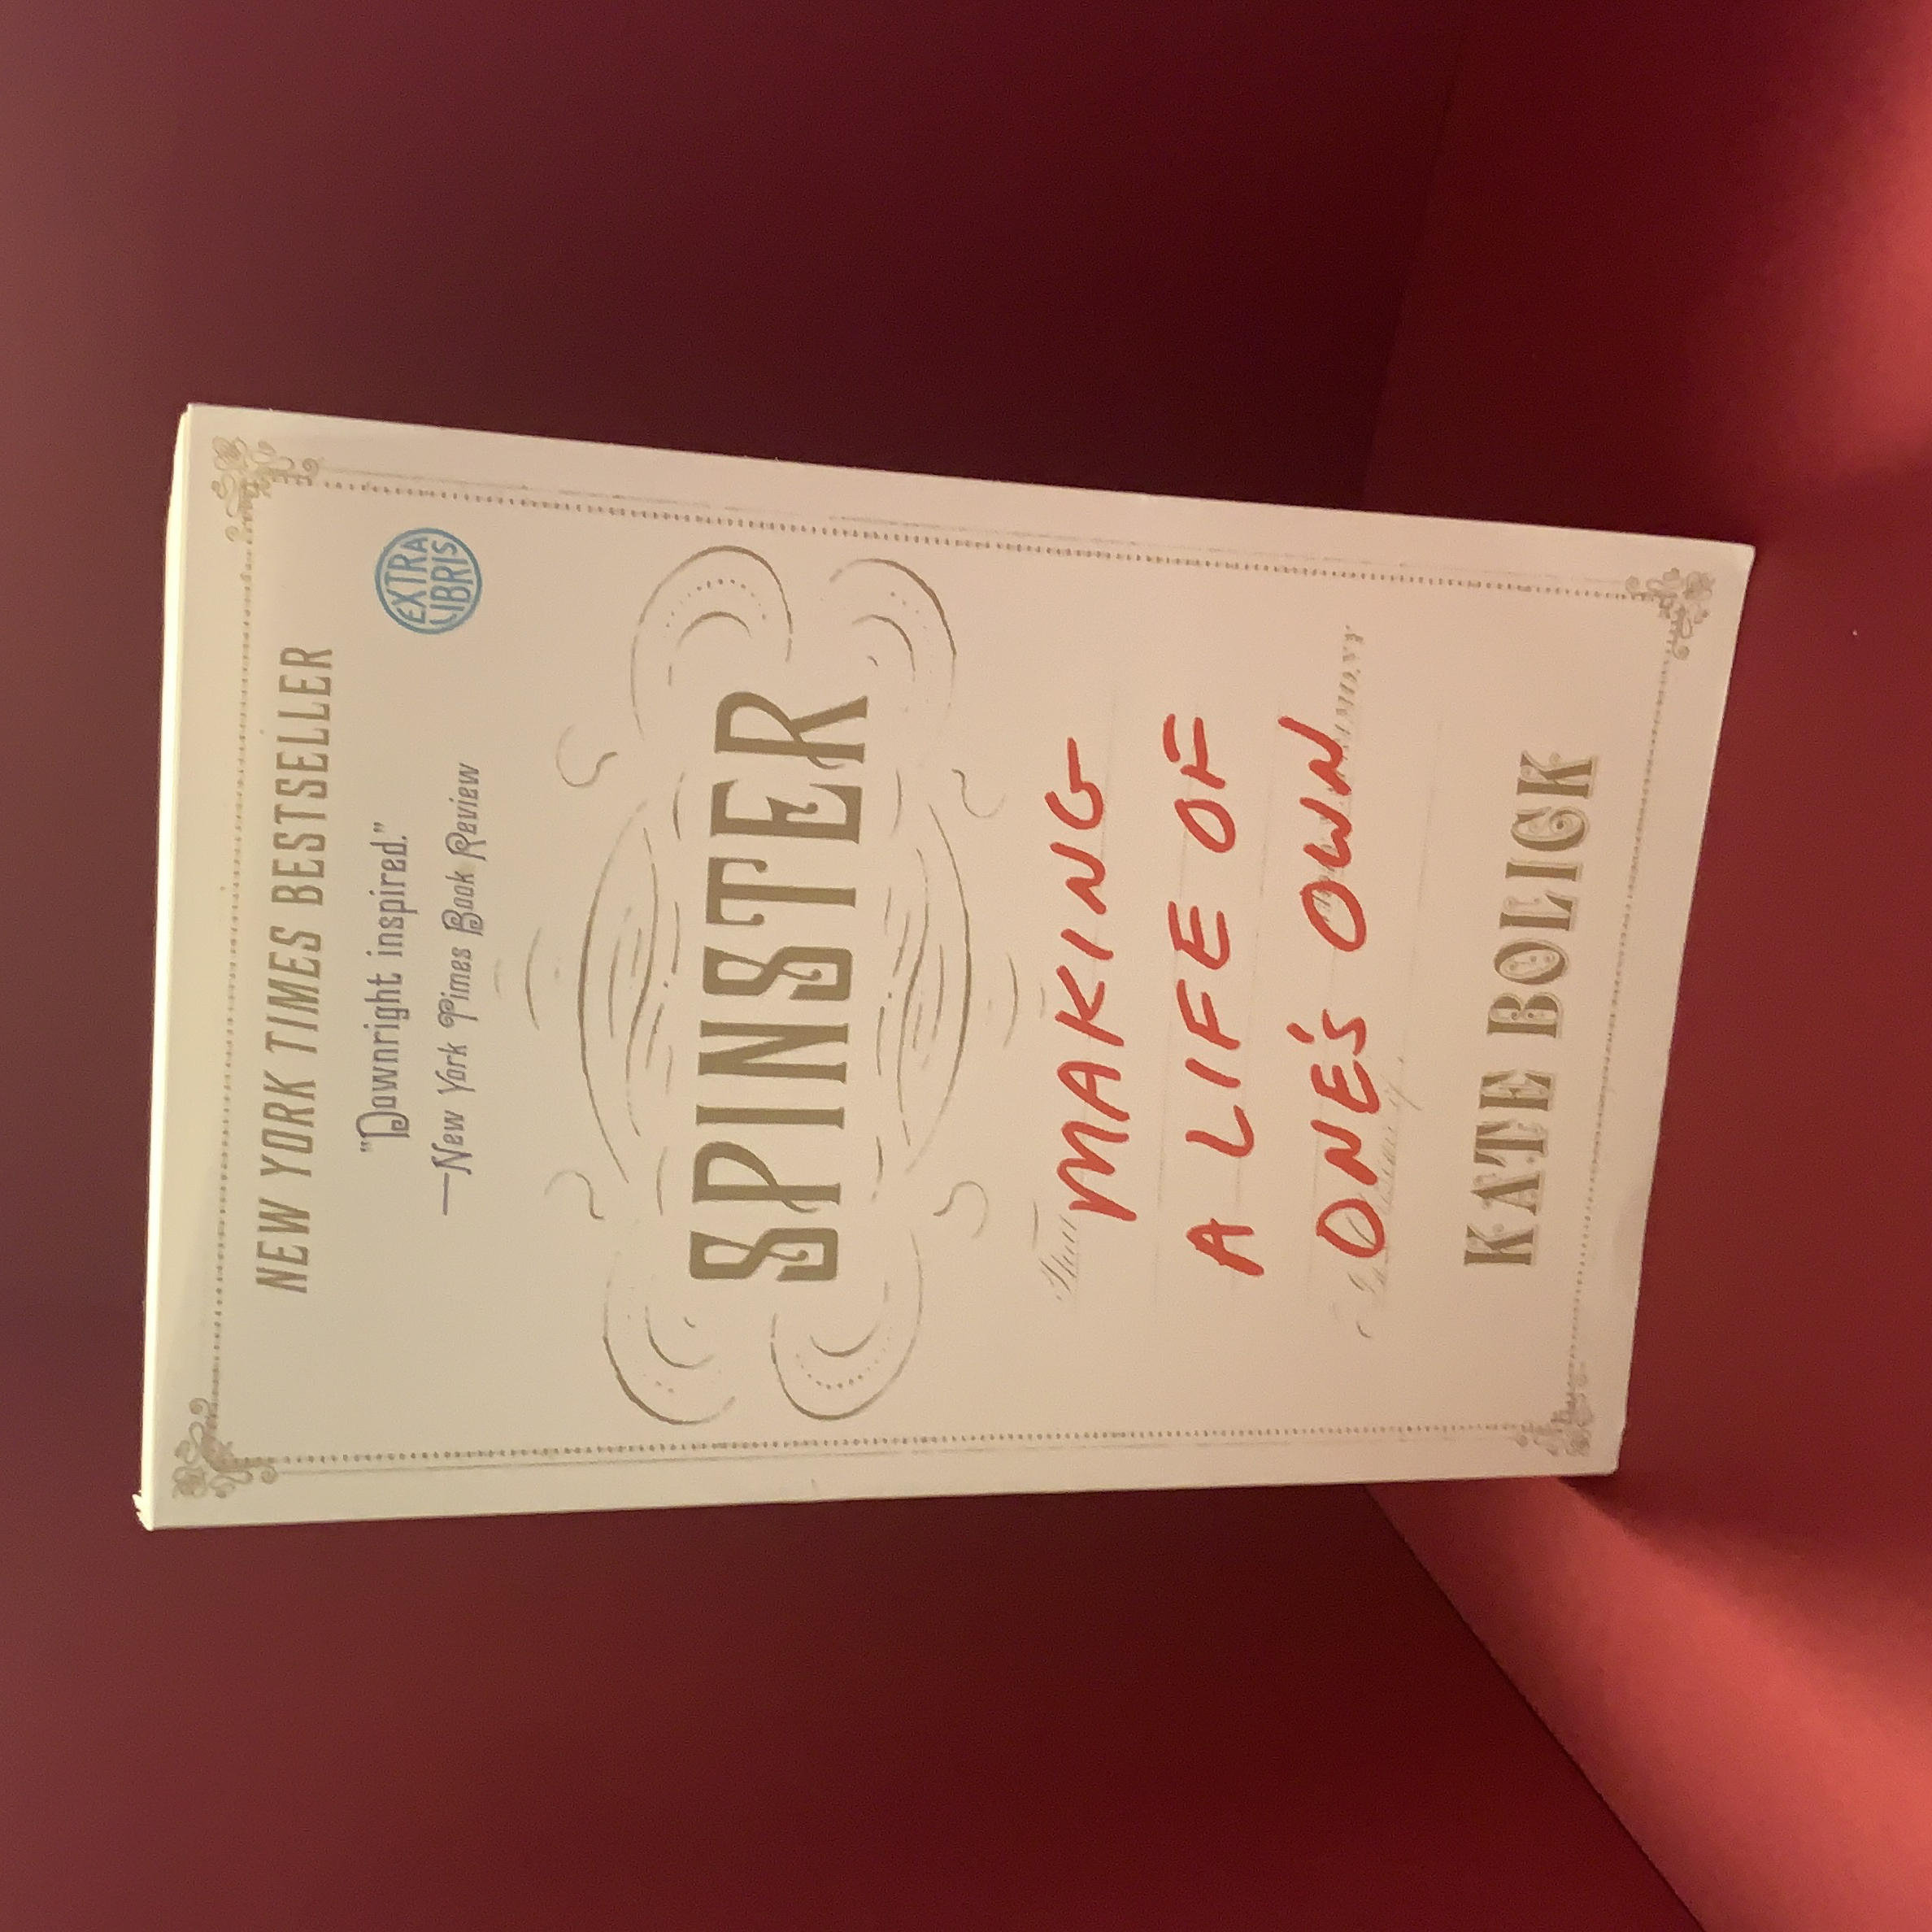 NEW YORK TIMES BESTSELLER
"Downright inspired."
—New York Times Book Review
EXTRA
LIBRIS
SPINSTER
MAKING
A LIFE OF
ONE'S OWN
KATE BOLICK